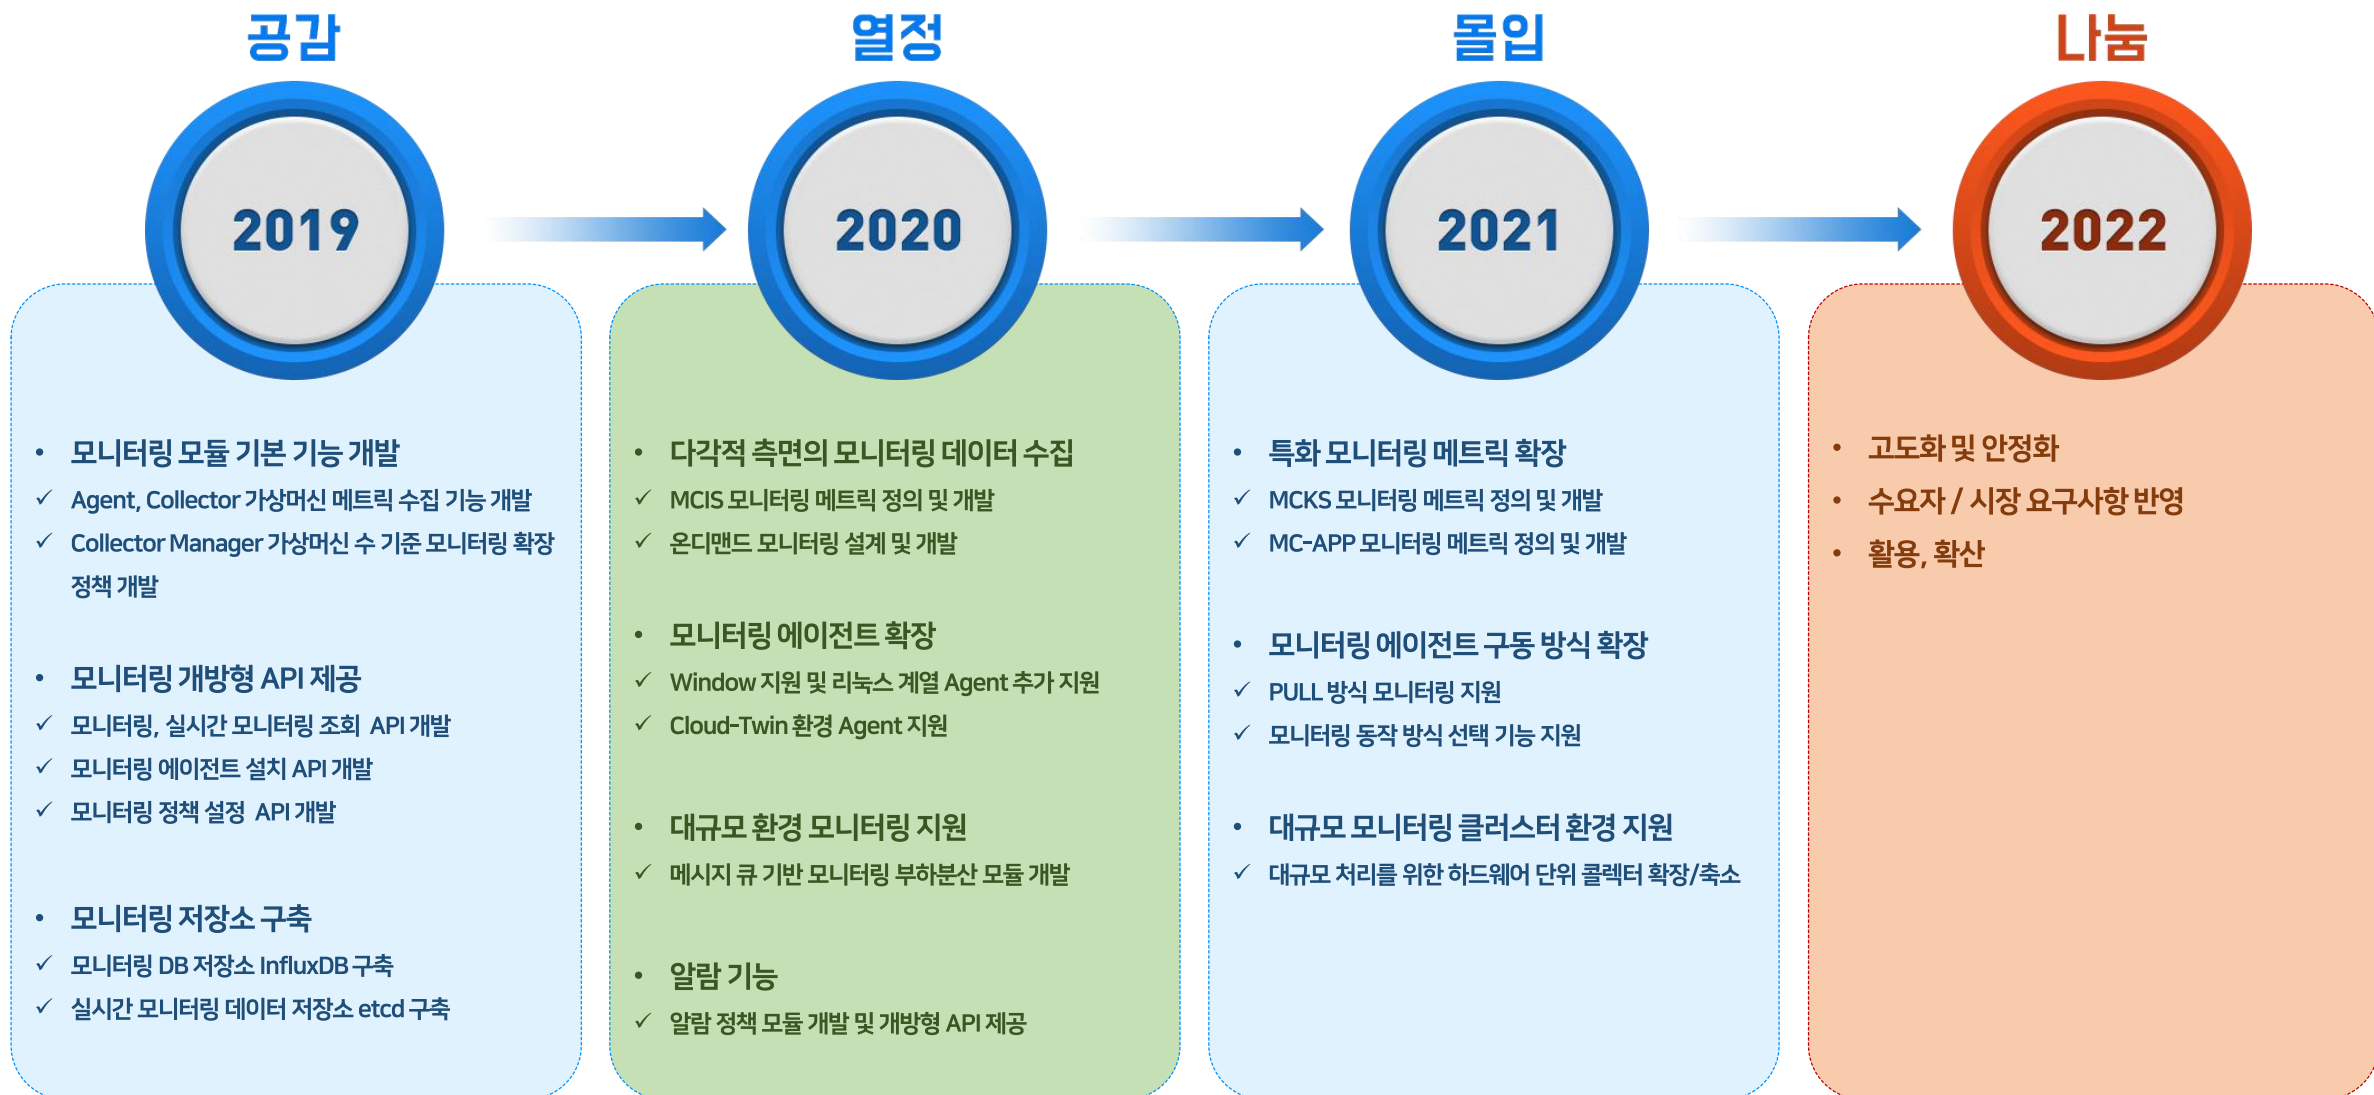 공감
2019
• 모니터링 모듈 기본 기능 개발
✓ Agent, Collector 가상머신 메트릭 수집 기능 개발
✓ Collector Manager 가상머신 수 기준 모니터링 확장
정책 개발
• 모니터링 개방형 API 제공
✓ 모니터링, 실시간 모니터링 조회 API 개발
✓ 모니터링 에이전트 설치 API 개발
✓ 모니터링 정책 설정 API 개발
• 모니터링 저장소 구축
✓ 모니터링 DB 저장소 InfluxDB 구축
✓ 실시간 모니터링 데이터 저장소 etcd 구축
열정
2020
• 다각적 측면의 모니터링 데이터 수집
✓ MCIS 모니터링 메트릭 정의 및 개발
✓ 온디맨드 모니터링 설계 및 개발
• 모니터링 에이전트 확장
✓ Window 지원 및 리눅스 계열 Agent 추가 지원
✓ Cloud-Twin 환경 Agent 지원
• 대규모 환경 모니터링 지원
✓ 메시지 큐 기반 모니터링 부하분산 모듈 개발
• 알람 기능
✓ 알람 정책 모듈 개발 및 개방형 API 제공
몰입
2021
• 특화 모니터링 메트릭 확장
✓ MCKS 모니터링 메트릭 정의 및 개발
✓ MC-APP 모니터링 메트릭 정의 및 개발
• 모니터링 에이전트 구동 방식 확장
✓ PULL 방식 모니터링 지원
✓ 모니터링 동작 방식 선택 기능 지원
• 대규모 모니터링 클러스터 환경 지원
✓ 대규모 처리를 위한 하드웨어 단위 콜렉터 확장/축소
나눔
2022
• 고도화 및 안정화
• 수요자 / 시장 요구사항 반영
• 활용, 확산